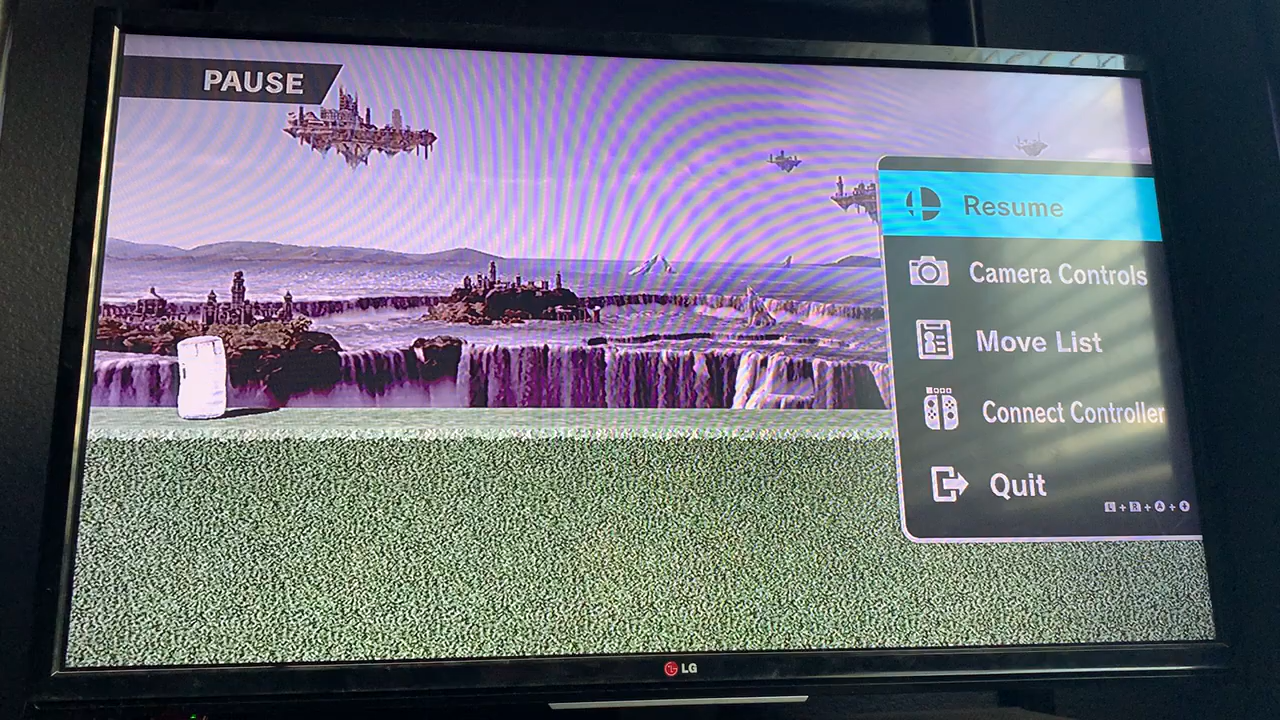 PAUSE
Resume
Camera Controls
Move List
Connect Controller
Quit
L+R+A+
LG